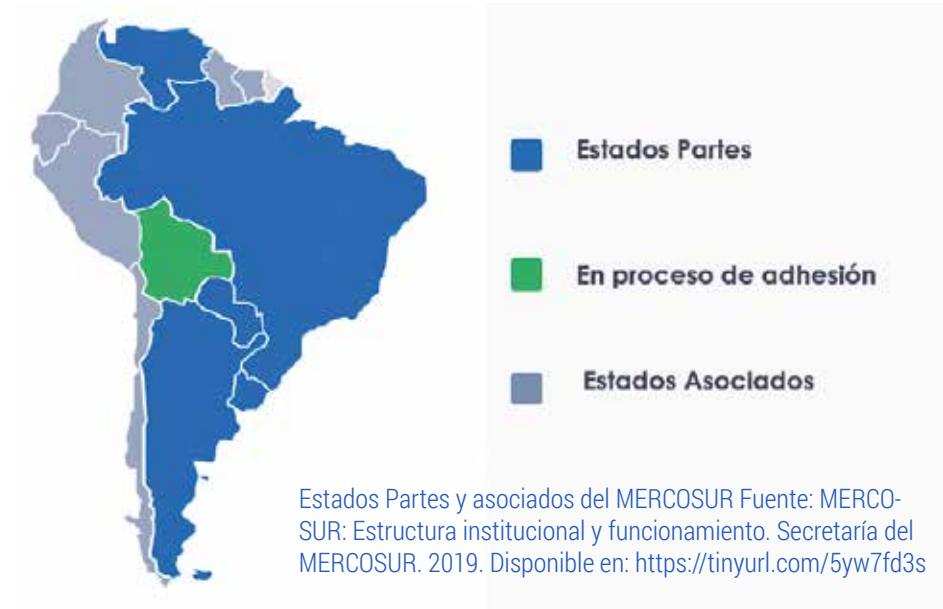 Estados Partes
En proceso de adhesión
Estados Asociados
Estados Partes y asociados del MERCOSUR Fuente: MERCO-
SUR: Estructura institucional y funcionamiento. Secretaría del
MERCOSUR. 2019. Disponible en: https://tinyurl.com/5yw7fd3s